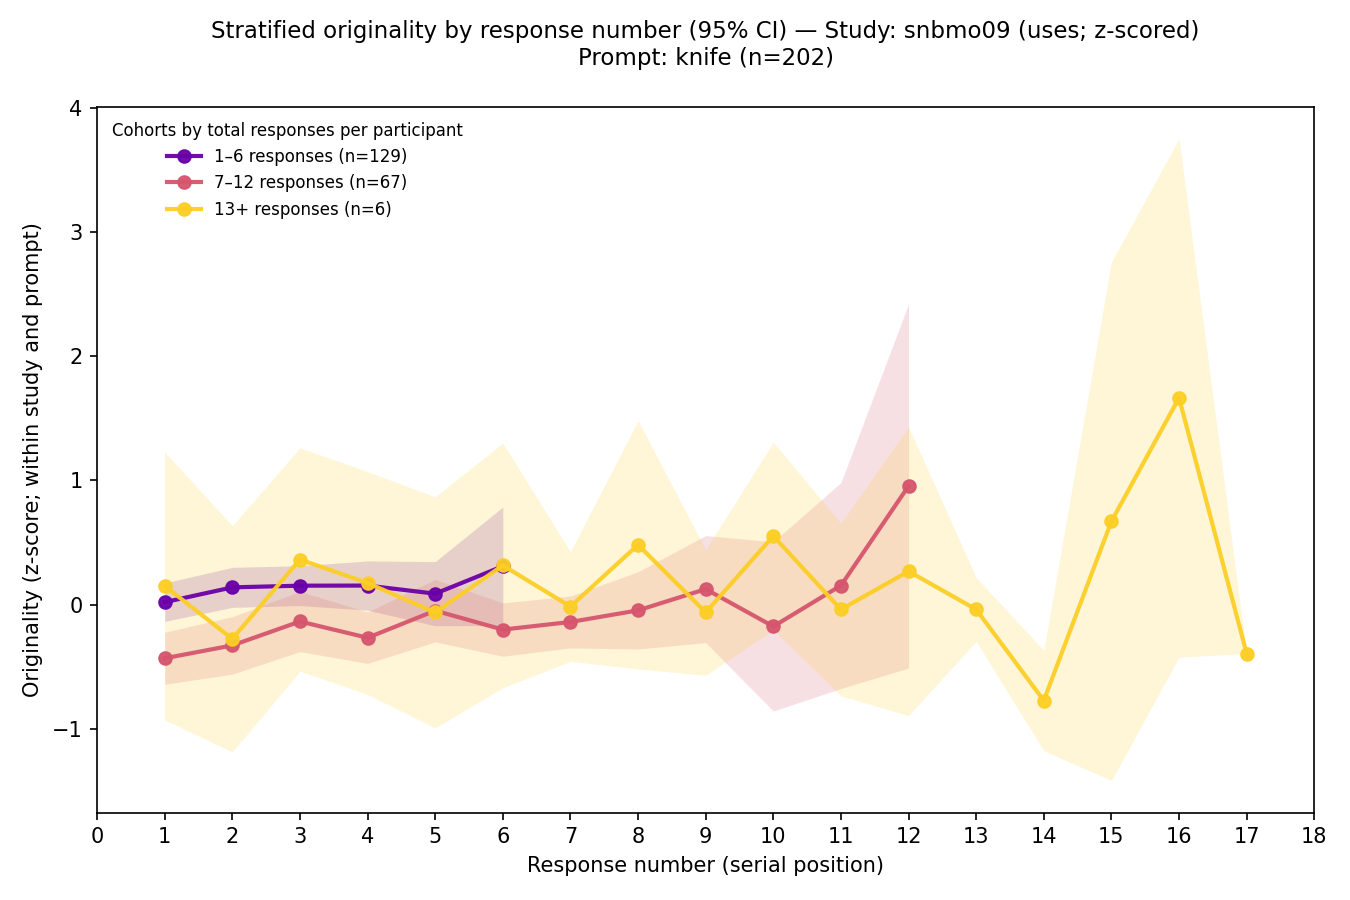 Stratified originality by response number (95% CI) — Study: snbmo09 (uses; z-scored)
Prompt: knife (n=202)
Cohorts by total responses per participant
1–6 responses (n=129)
7–12 responses (n=67)
13+ responses (n=6)
Originality (z-score; within study and prompt)
4
3
2
1
0
−1
0 1 2 3 4 5 6 7 8 9 10 11 12 13 14 15 16 17 18
Response number (serial position)